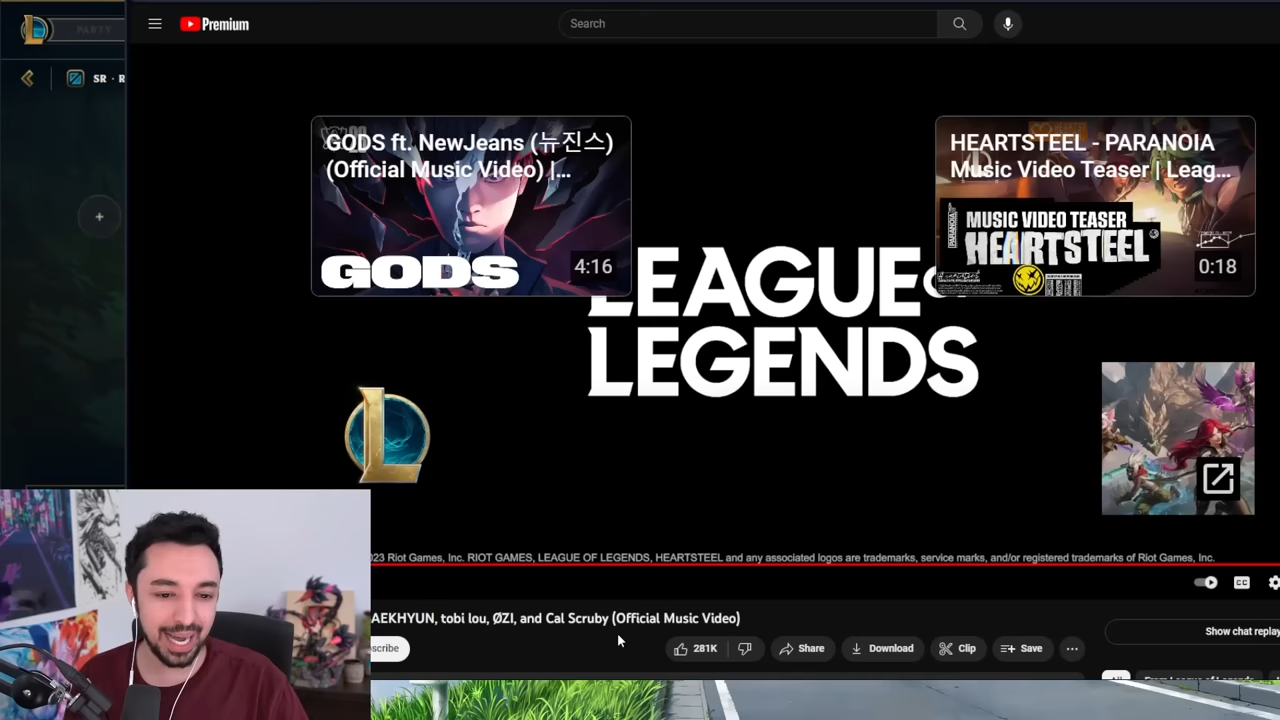 PARTY
Premium
Search
SR · R
GODS ft. NewJeans (뉴진스)
(Official Music Video) |...
GODS
4:16
HEARTSTEEL - PARANOIA
Music Video Teaser | Leag...
MUSIC VIDEO TEASER
HEARTSTEEL
0:18
LEAGUE
LEGENDS
23 Riot Games, Inc. RIOT GAMES, LEAGUE OF LEGENDS, HEARTSTEEL and any associated logos are trademarks, service marks, and/or registered trademarks of Riot Games, Inc.
CC
AEKHYUN, tobi lou, ØZI, and Cal Scruby (Official Music Video)
scribe
281K
Share
Download
Clip
Save
Show chat replay